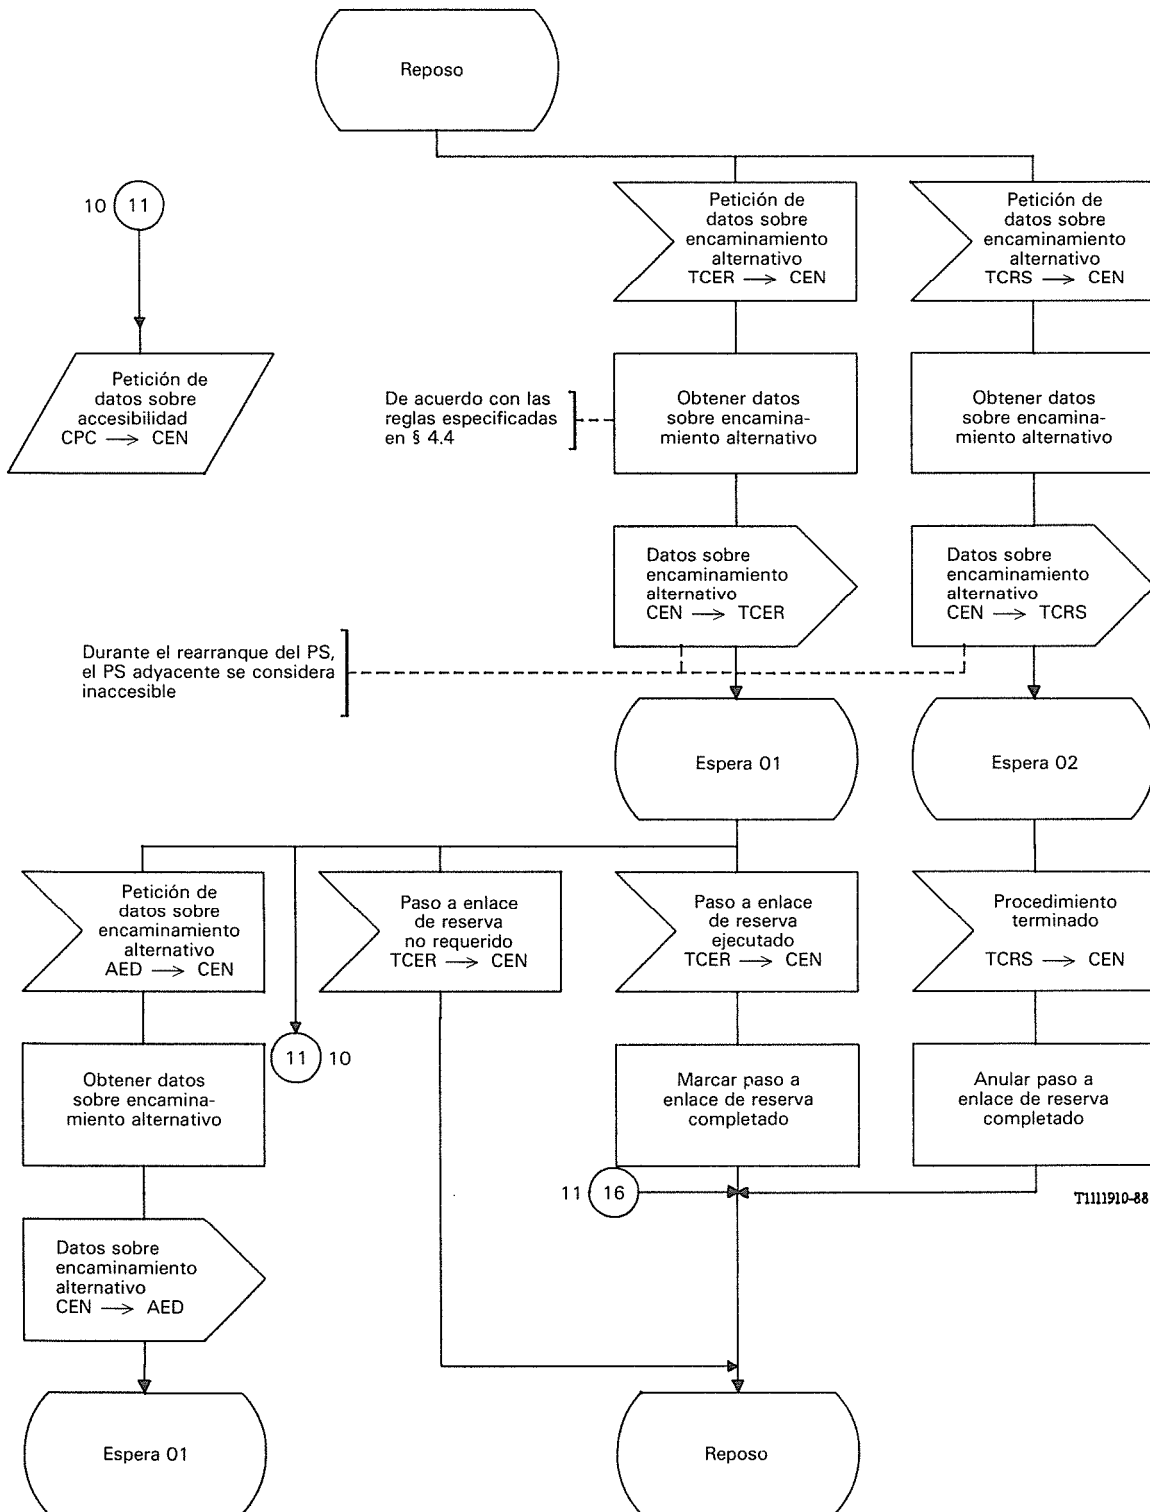 Reposo
10 11
Petición de
datos sobre
accesibilidad
CPC → CEN
Petición de
datos sobre
encaminamiento
alternativo
TCER → CEN
Petición de
datos sobre
encaminamiento
alternativo
TCRS → CEN
De acuerdo con las
reglas especificadas
en § 4.4
Obtener datos
sobre encamina-
miento alternativo
Obtener datos
sobre encamina-
miento alternativo
Datos sobre
encaminamiento
alternativo
CEN → TCER
Datos sobre
encaminamiento
alternativo
CEN → TCRS
Durante el rearranque del PS,
el PS adyacente se considera
inaccesible
Espera 01
Espera 02
Petición de
datos sobre
encaminamiento
alternativo
AED → CEN
Paso a enlace
de reserva
no requerido
TCER → CEN
Paso a enlace
de reserva
ejecutado
TCER → CEN
Procedimiento
terminado
TCRS → CEN
11 10
Obtener datos
sobre encamina-
miento alternativo
Marcar paso a
enlace de reserva
completado
Anular paso a
enlace de reserva
completado
11 16
T1111910-88
Datos sobre
encaminamiento
alternativo
CEN → AED
Espera 01
Reposo